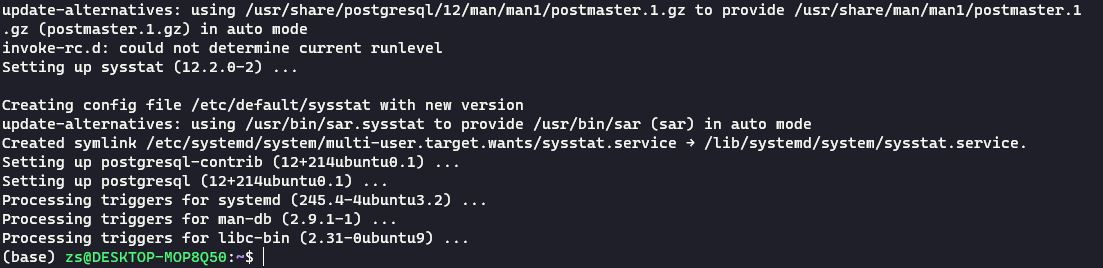 update-alternatives: using /usr/share/postgresql/12/man/man1/postmaster.1.gz to provide /usr/share/man/man1/postmaster.1
.gz (postmaster.1.gz) in auto mode
invoke-rc.d: could not determine current runlevel
Setting up sysstat (12.2.0-2) ...
Creating config file /etc/default/sysstat with new version
update-alternatives: using /usr/bin/sar.sysstat to provide /usr/bin/sar (sar) in auto mode
Created symlink /etc/systemd/system/multi-user.target.wants/sysstat.service → /lib/systemd/system/sysstat.service.
Setting up postgresql-contrib (12+214ubuntu0.1) ...
Setting up postgresql (12+214ubuntu0.1) ...
Processing triggers for systemd (245.4-4ubuntu3.2) ...
Processing triggers for man-db (2.9.1-1) ...
Processing triggers for libc-bin (2.31-0ubuntu9) ...
(base) zs@DESKTOP-MOP8Q50:~$